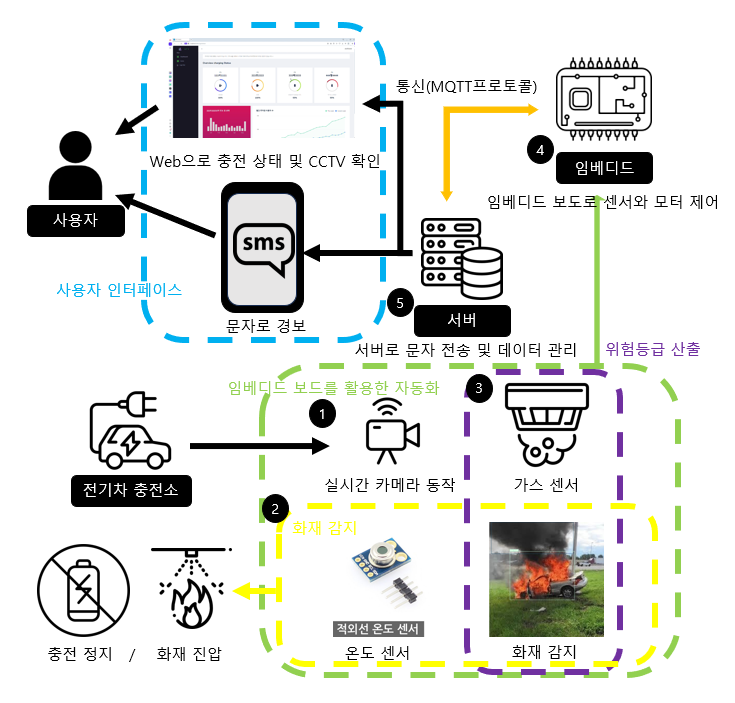 통신(MQTT프로토콜)
Web으로 충전 상태 및 CCTV 확인
4
임베디드
사용자
임베디드 보도로 센서와 모터 제어
sms
사용자 인터페이스
5
서버
문자로 경보
서버로 문자 전송 및 데이터 관리
위험등급 산출
임베디드 보드를 활용한 자동화
3
1
전기차 충전소
실시간 카메라 동작
가스 센서
2
화재 감지
적외선 온도 센서
충전 정지 / 화재 진압
온도 센서
화재 감지